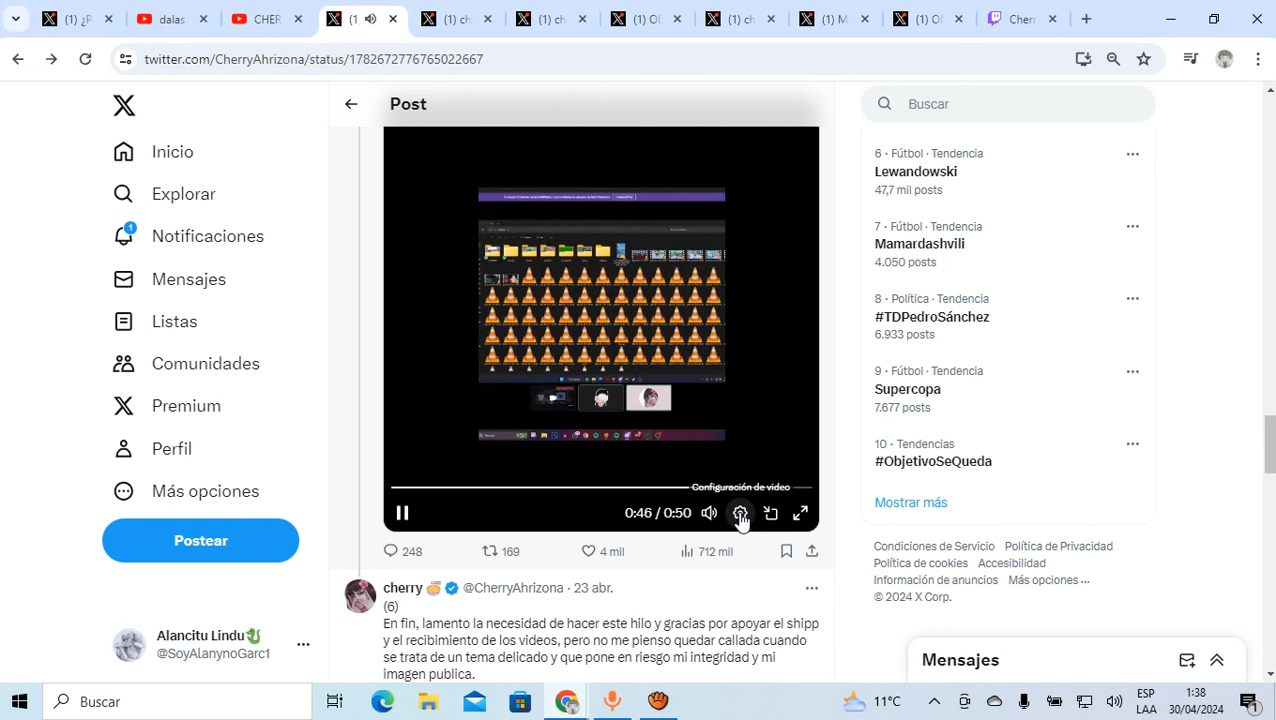 (1
¿P
dalas
CHER
(1
(1) ch
ch
(1) Ol
(1) ch
(1) M
Ol
Cherr
twitter.com/CherryAhrizona/status/1782672776765022667
Post
Buscar
Inicio
Explorar
1
Notificaciones
Mensajes
Listas
Comunidades
Premium
Perfil
Más opciones
Postear
Alancitu Lindu
@SoyAlanynoGarc1
Configuración de video
0:46 / 0:50
248
169
4 mil
712 mil
cherry @CherryAhrizona · 23 abr.
(6)
En fin, lamento la necesidad de hacer este hilo y gracias por apoyar el shipp
y el recibimiento de los videos, pero no me pienso quedar callada cuando
se trata de un tema delicado y que pone en riesgo mi integridad y mi
imagen publica.
6 · Fútbol · Tendencia
Lewandowski
47,7 mil posts
7 · Fútbol · Tendencia
Mamardashvili
4.050 posts
8 · Política · Tendencia
#TDPedroSánchez
6.933 posts
9 · Fútbol · Tendencia
Supercopa
7.677 posts
10 · Tendencias
#ObjetivoSeQueda
Mostrar más
Condiciones de Servicio Política de Privacidad
Política de cookies Accesibilidad
Información de anuncios Más opciones ···
© 2024 X Corp.
Mensajes
Buscar
11°C
ESP
LAA
1:38
30/04/2024
1